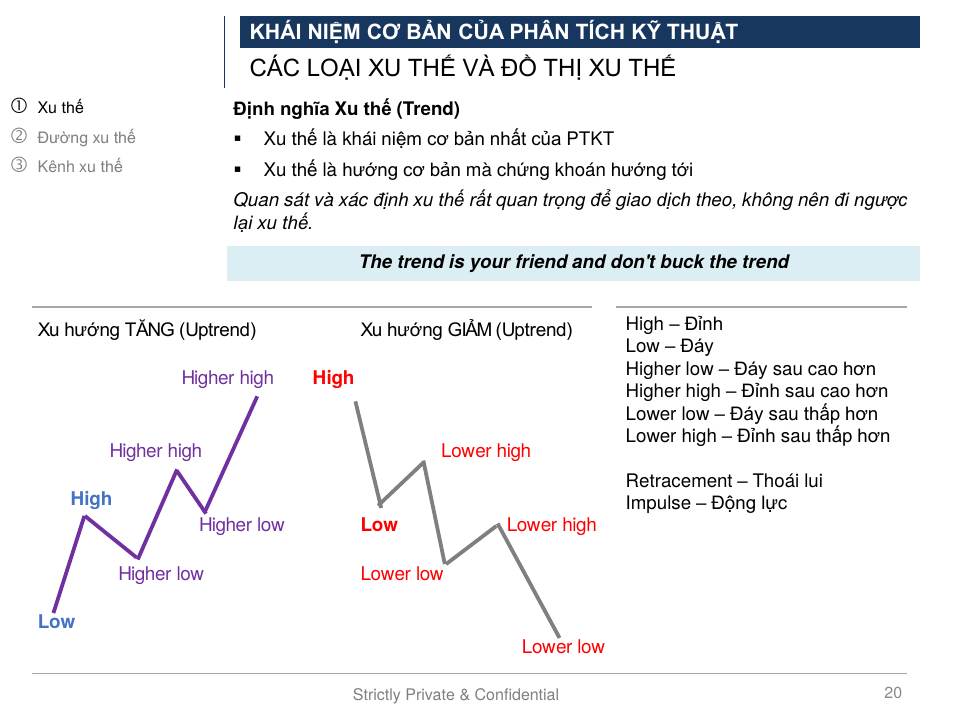 KHÁI NIỆM CƠ BẢN CỦA PHÂN TÍCH KỸ THUẬT
CÁC LOẠI XU THẾ VÀ ĐỒ THỊ XU THẾ
① Xu thế
② Đường xu thế
③ Kênh xu thế
Định nghĩa Xu thế (Trend)
▪ Xu thế là khái niệm cơ bản nhất của PTKT
▪ Xu thế là hướng cơ bản mà chứng khoán hướng tới
Quan sát và xác định xu thế rất quan trọng để giao dịch theo, không nên đi ngược
lại xu thế.
The trend is your friend and don't buck the trend
Xu hướng TĂNG (Uptrend)
Higher high
Higher high
High
Higher low
Higher low
Low
Xu hướng GIẢM (Uptrend)
High
Lower high
Low
Lower high
Lower low
Lower low
High – Đỉnh
Low – Đáy
Higher low – Đáy sau cao hơn
Higher high – Đỉnh sau cao hơn
Lower low – Đáy sau thấp hơn
Lower high – Đỉnh sau thấp hơn
Retracement – Thoái lui
Impulse – Động lực
Strictly Private & Confidential
20